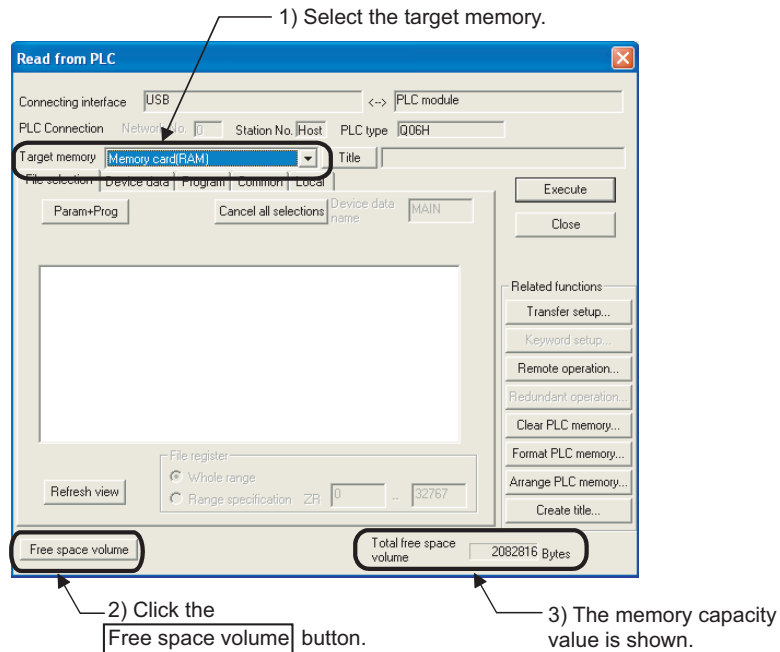 1) Select the target memory.
Read from PLC
Connecting interface USB <--> PLC module
PLC Connection Network No. 0 Station No. Host PLC type Q06H
Target memory Memory card(RAM) Title
File selection Device data Program Common Local
Execute
Param+Prog Cancel all selections Device data name MAIN
Close
Related functions
Transfer setup...
Keyword setup...
Remote operation...
Redundant operation...
Clear PLC memory...
Format PLC memory...
Arrange PLC memory...
Create title...
File register
Whole range
Refresh view
Range specification ZR 0 .. 32767
Free space volume
Total free space
volume 2082816 Bytes
2) Click the
Free space volume button.
3) The memory capacity
value is shown.